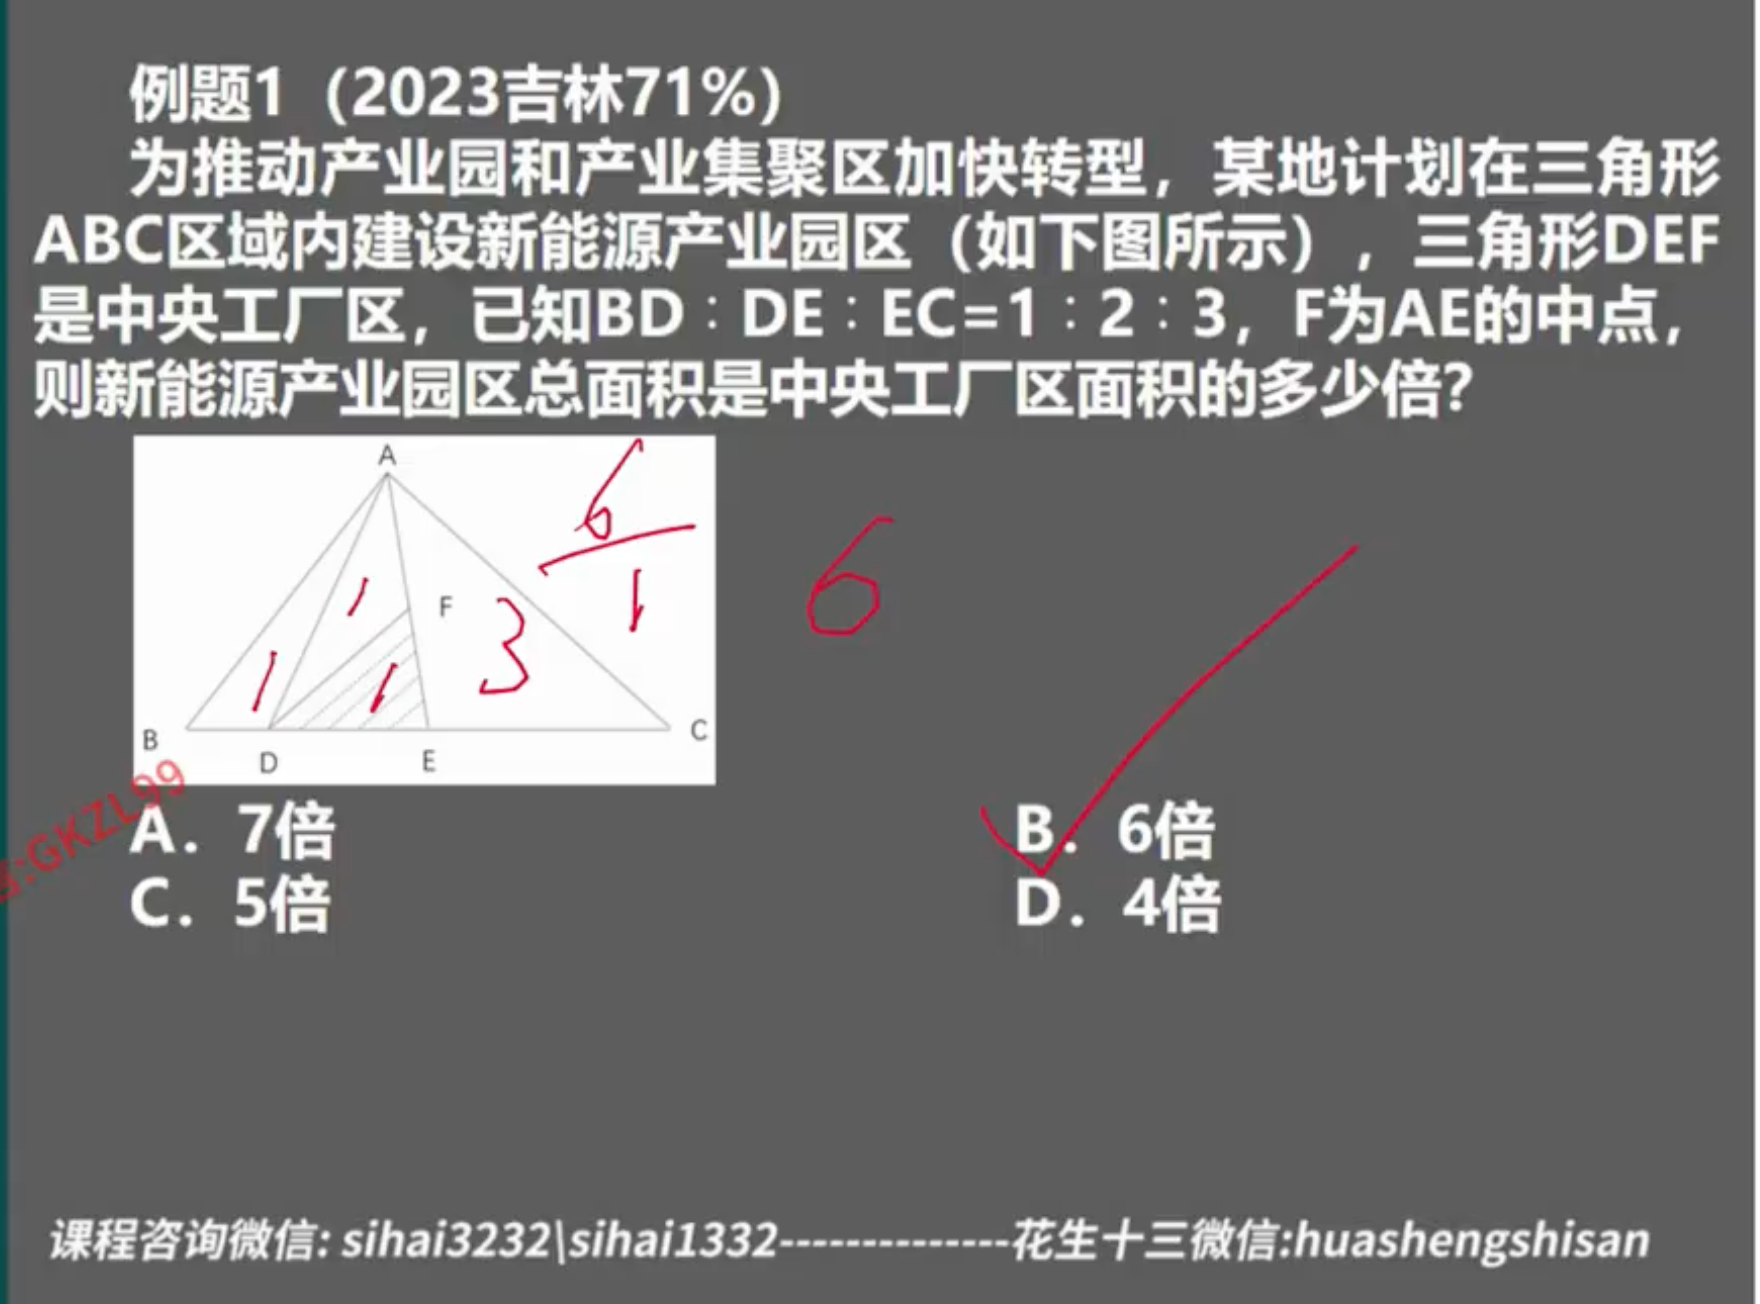 例题1（2023吉林71%）
为推动产业园和产业集聚区加快转型，某地计划在三角形
ABC区域内建设新能源产业园区（如下图所示），三角形DEF
是中央工厂区，已知BD∶DE∶EC=1∶2∶3，F为AE的中点，
则新能源产业园区总面积是中央工厂区面积的多少倍？
A
6
1
6
1
F
3
1
1
B
D
E
C
:GKZL99
A. 7倍
B. 6倍
C. 5倍
D. 4倍
课程咨询微信: sihai3232\sihai1332--------------花生十三微信:huashengshisan